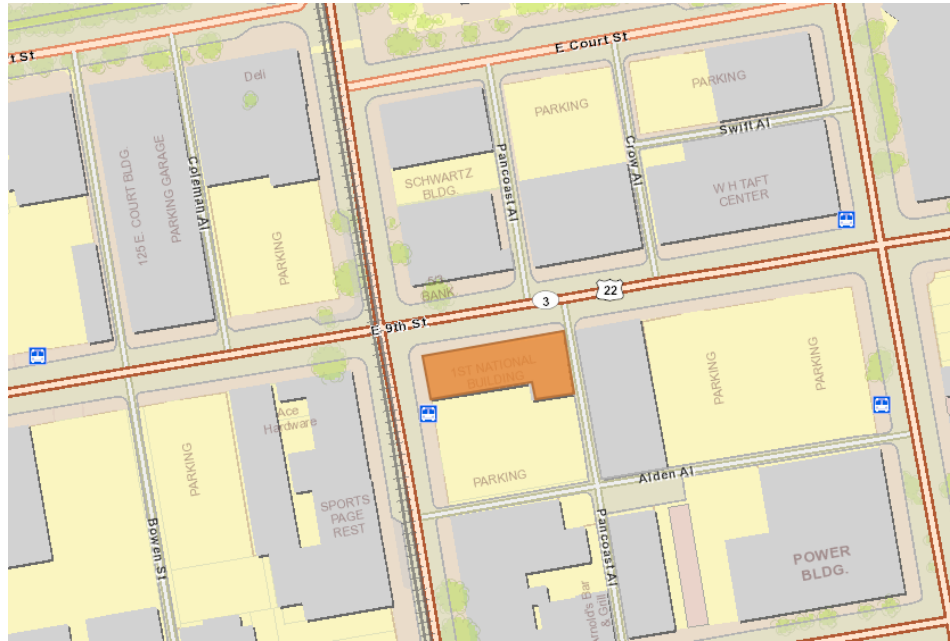 t St
E Court St
Deli
PARKING
PARKING
Swift Al
Crow Al
Pancoast Al
Coleman Al
125 E. COURT BLDG.
PARKING GARAGE
SCHWARTZ
BLDG.
W H TAFT
CENTER
PARKING
5/3
BANK
3
22
E 9th St
1ST NATIONAL
BUILDING
PARKING
PARKING
Ace
Hardware
PARKING
PARKING
Alden Al
SPORTS
PAGE
REST
Bowen St
Pancoast Al
Arnold's Bar
& Grill
POWER
BLDG.